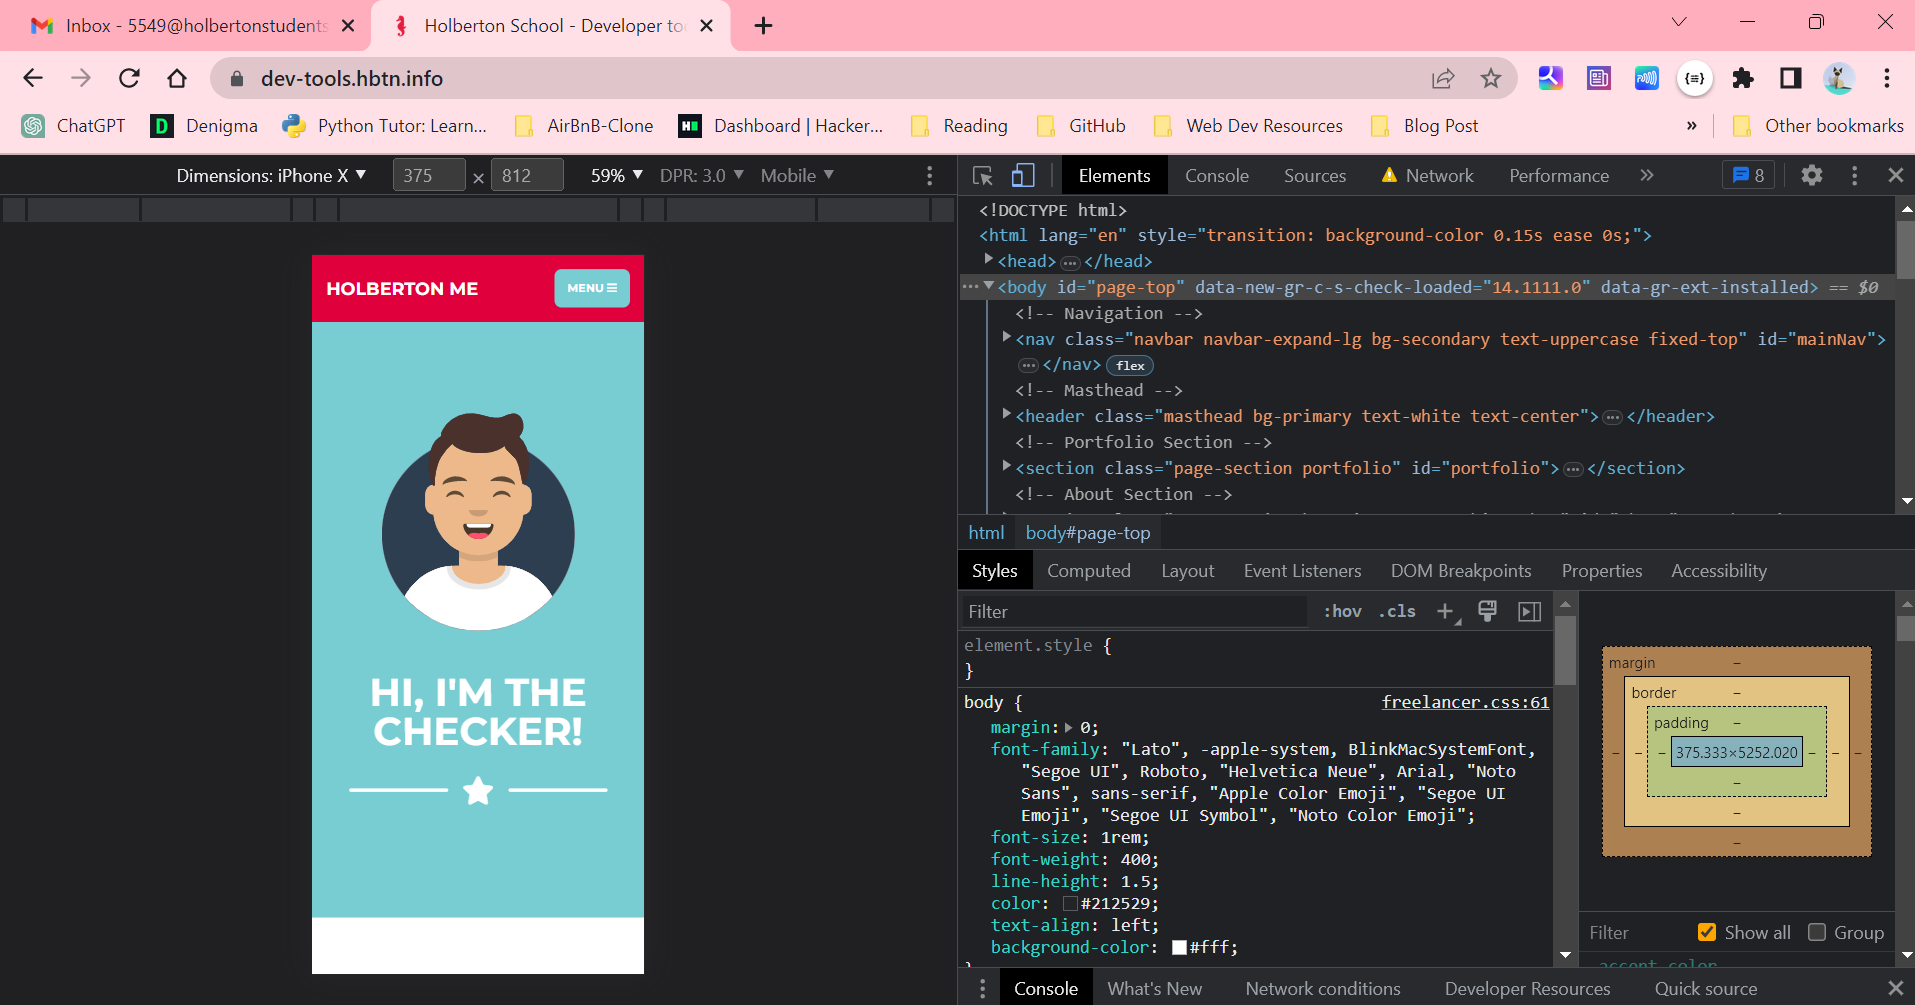 Inbox - 5549@holbertonstudents
Holberton School - Developer to
dev-tools.hbtn.info
ChatGPT
Denigma
Python Tutor: Learn...
AirBnB-Clone
Dashboard | Hacker...
Reading
GitHub
Web Dev Resources
Blog Post
»
Other bookmarks
Dimensions: iPhone X ▼
375 × 812
59% ▼
DPR: 3.0 ▼
Mobile ▼
HOLBERTON ME
MENU
HI, I'M THE
CHECKER!
Elements
Console
Sources
Network
Performance
»
8
<!DOCTYPE html>
<html lang="en" style="transition: background-color 0.15s ease 0s;">
<head>…</head>
<body id="page-top" data-new-gr-c-s-check-loaded="14.1111.0" data-gr-ext-installed> == $0
<!-- Navigation -->
<nav class="navbar navbar-expand-lg bg-secondary text-uppercase fixed-top" id="mainNav">
…</nav> flex
<!-- Masthead -->
<header class="masthead bg-primary text-white text-center">…</header>
<!-- Portfolio Section -->
<section class="page-section portfolio" id="portfolio">…</section>
<!-- About Section -->
html
body#page-top
Styles
Computed
Layout
Event Listeners
DOM Breakpoints
Properties
Accessibility
Filter
:hov
.cls
element.style {
}
body {
freelancer.css:61
margin: 0;
font-family: "Lato", -apple-system, BlinkMacSystemFont,
"Segoe UI", Roboto, "Helvetica Neue", Arial, "Noto
Sans", sans-serif, "Apple Color Emoji", "Segoe UI
Emoji", "Segoe UI Symbol", "Noto Color Emoji";
font-size: 1rem;
font-weight: 400;
line-height: 1.5;
color: #212529;
text-align: left;
background-color: #fff;
margin
border
padding
375.333×5252.020
Filter
Show all
Group
accent-color
Console
What's New
Network conditions
Developer Resources
Quick source